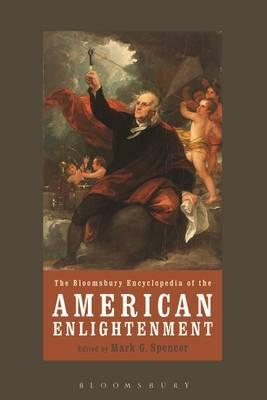 The Bloomsbury Encyclopedia of the
AMERICAN
ENLIGHTENMENT
Edited by Mark G. Spencer
BLOOMSBURY